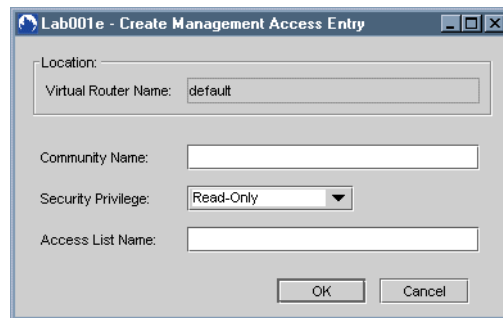 Lab001e - Create Management Access Entry
Location:
Virtual Router Name: default
Community Name:
Security Privilege: Read-Only
Access List Name:
OK Cancel